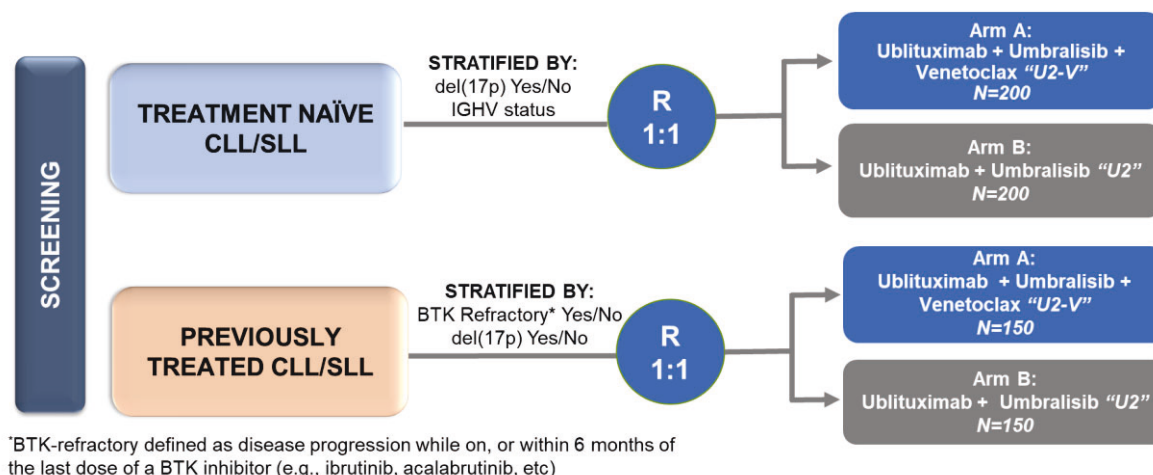 SCREENING
TREATMENT NAÏVE
CLL/SLL
STRATIFIED BY:
del(17p) Yes/No
IGHV status
R
1:1
Arm A:
Ublituximab + Umbralisib +
Venetoclax “U2-V”
N=200
Arm B:
Ublituximab + Umbralisib “U2”
N=200
PREVIOUSLY
TREATED CLL/SLL
STRATIFIED BY:
BTK Refractory* Yes/No
del(17p) Yes/No
R
1:1
Arm A:
Ublituximab + Umbralisib +
Venetoclax “U2-V”
N=150
Arm B:
Ublituximab + Umbralisib “U2”
N=150
*BTK-refractory defined as disease progression while on, or within 6 months of
the last dose of a BTK inhibitor (e.g., ibrutinib, acalabrutinib, etc)